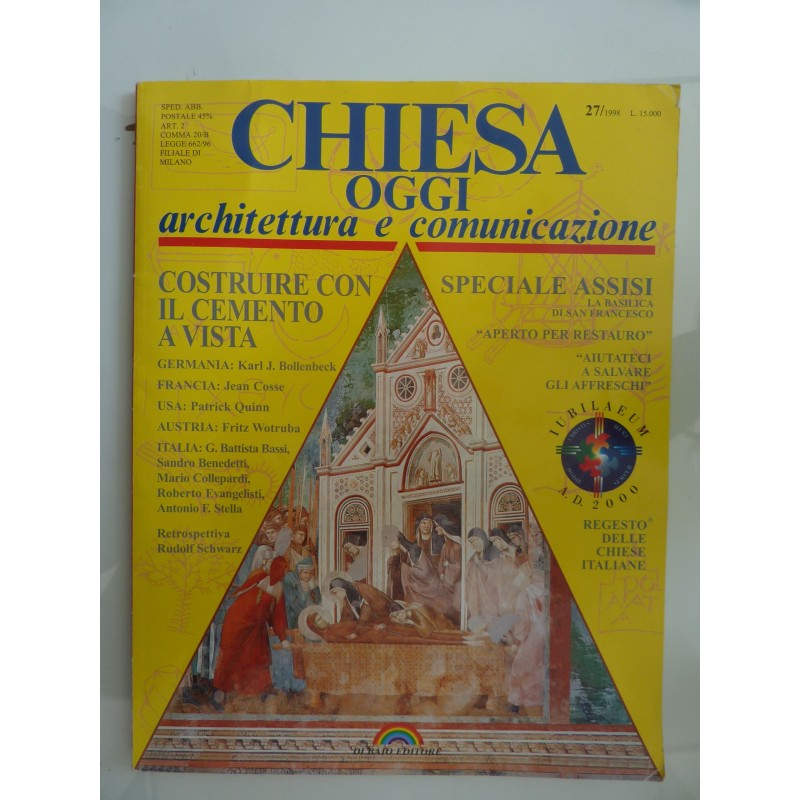 SPED. ABB.
POSTALE 45%
ART. 2
COMMA 20/B
LEGGE 662/96
FILIALE DI
MILANO
27/1998 L. 15.000
CHIESA
OGGI
architettura e comunicazione
COSTRUIRE CON
IL CEMENTO
A VISTA
GERMANIA: Karl J. Bollenbeck
FRANCIA: Jean Cosse
USA: Patrick Quinn
AUSTRIA: Fritz Wotruba
ITALIA: G. Battista Bassi,
Sandro Benedetti,
Mario Collepardi,
Roberto Evangelisti,
Antonio F. Stella
Retrospettiva
Rudolf Schwarz
SPECIALE ASSISI
LA BASILICA
DI SAN FRANCESCO
"APERTO PER RESTAURO"
"AIUTATECI
A SALVARE
GLI AFFRESCHI"
IUBILAEUM
A.D. 2000
REGESTO®
DELLE
CHIESE
ITALIANE
DI BAIO EDITORE